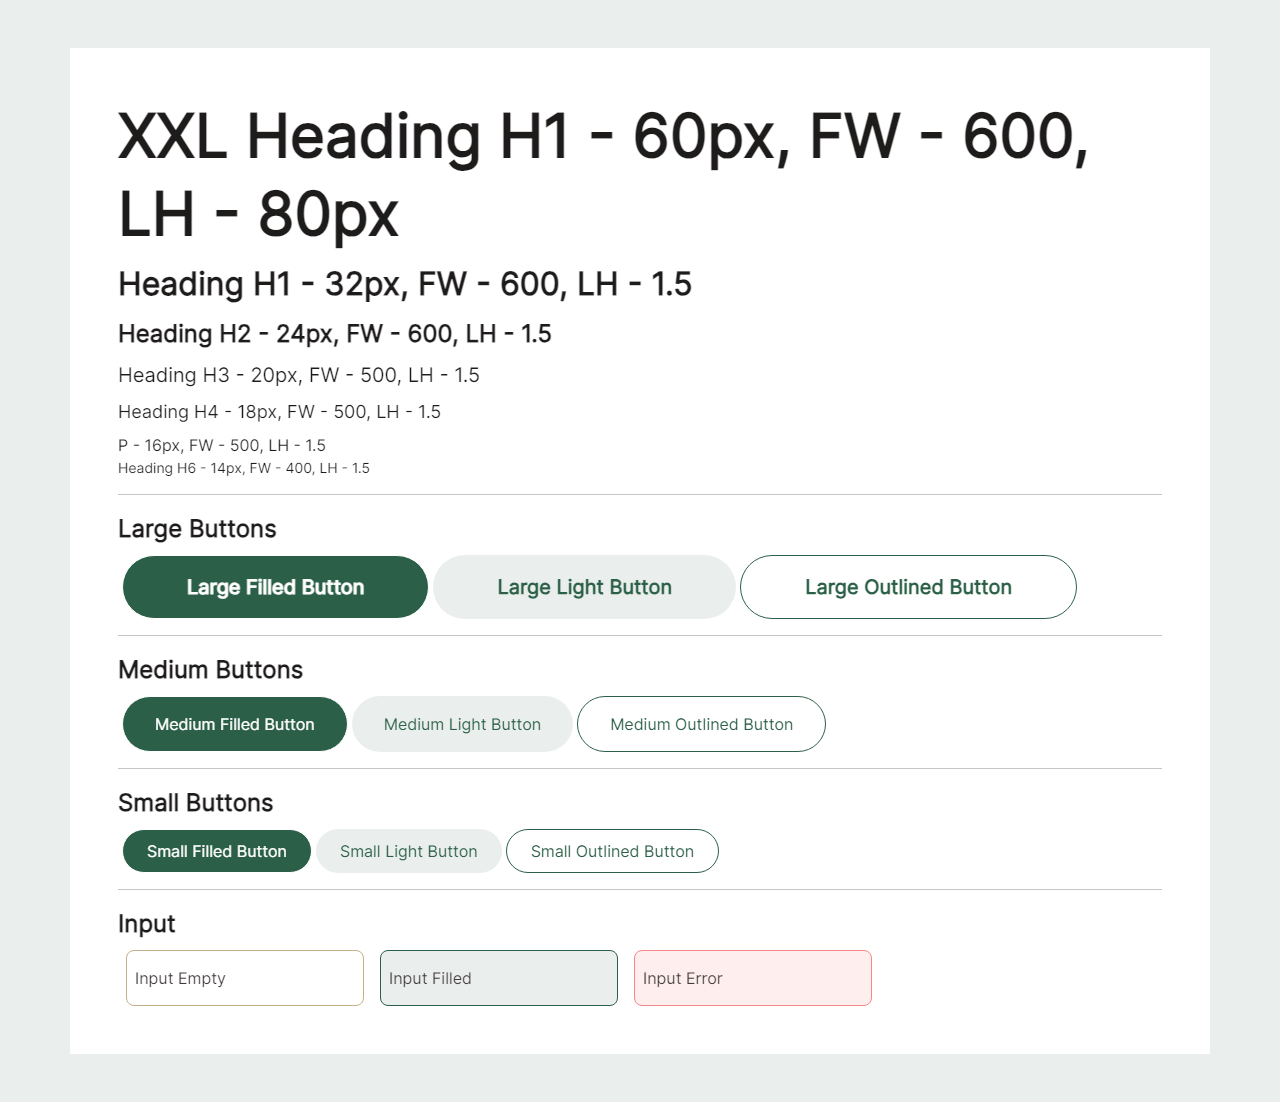 XXL Heading H1 - 60px, FW - 600,
LH - 80px
Heading H1 - 32px, FW - 600, LH - 1.5
Heading H2 - 24px, FW - 600, LH - 1.5
Heading H3 - 20px, FW - 500, LH - 1.5
Heading H4 - 18px, FW - 500, LH - 1.5
P - 16px, FW - 500, LH - 1.5
Heading H6 - 14px, FW - 400, LH - 1.5
Large Buttons
Large Filled Button Large Light Button Large Outlined Button
Medium Buttons
Medium Filled Button Medium Light Button Medium Outlined Button
Small Buttons
Small Filled Button Small Light Button Small Outlined Button
Input
Input Empty Input Filled Input Error